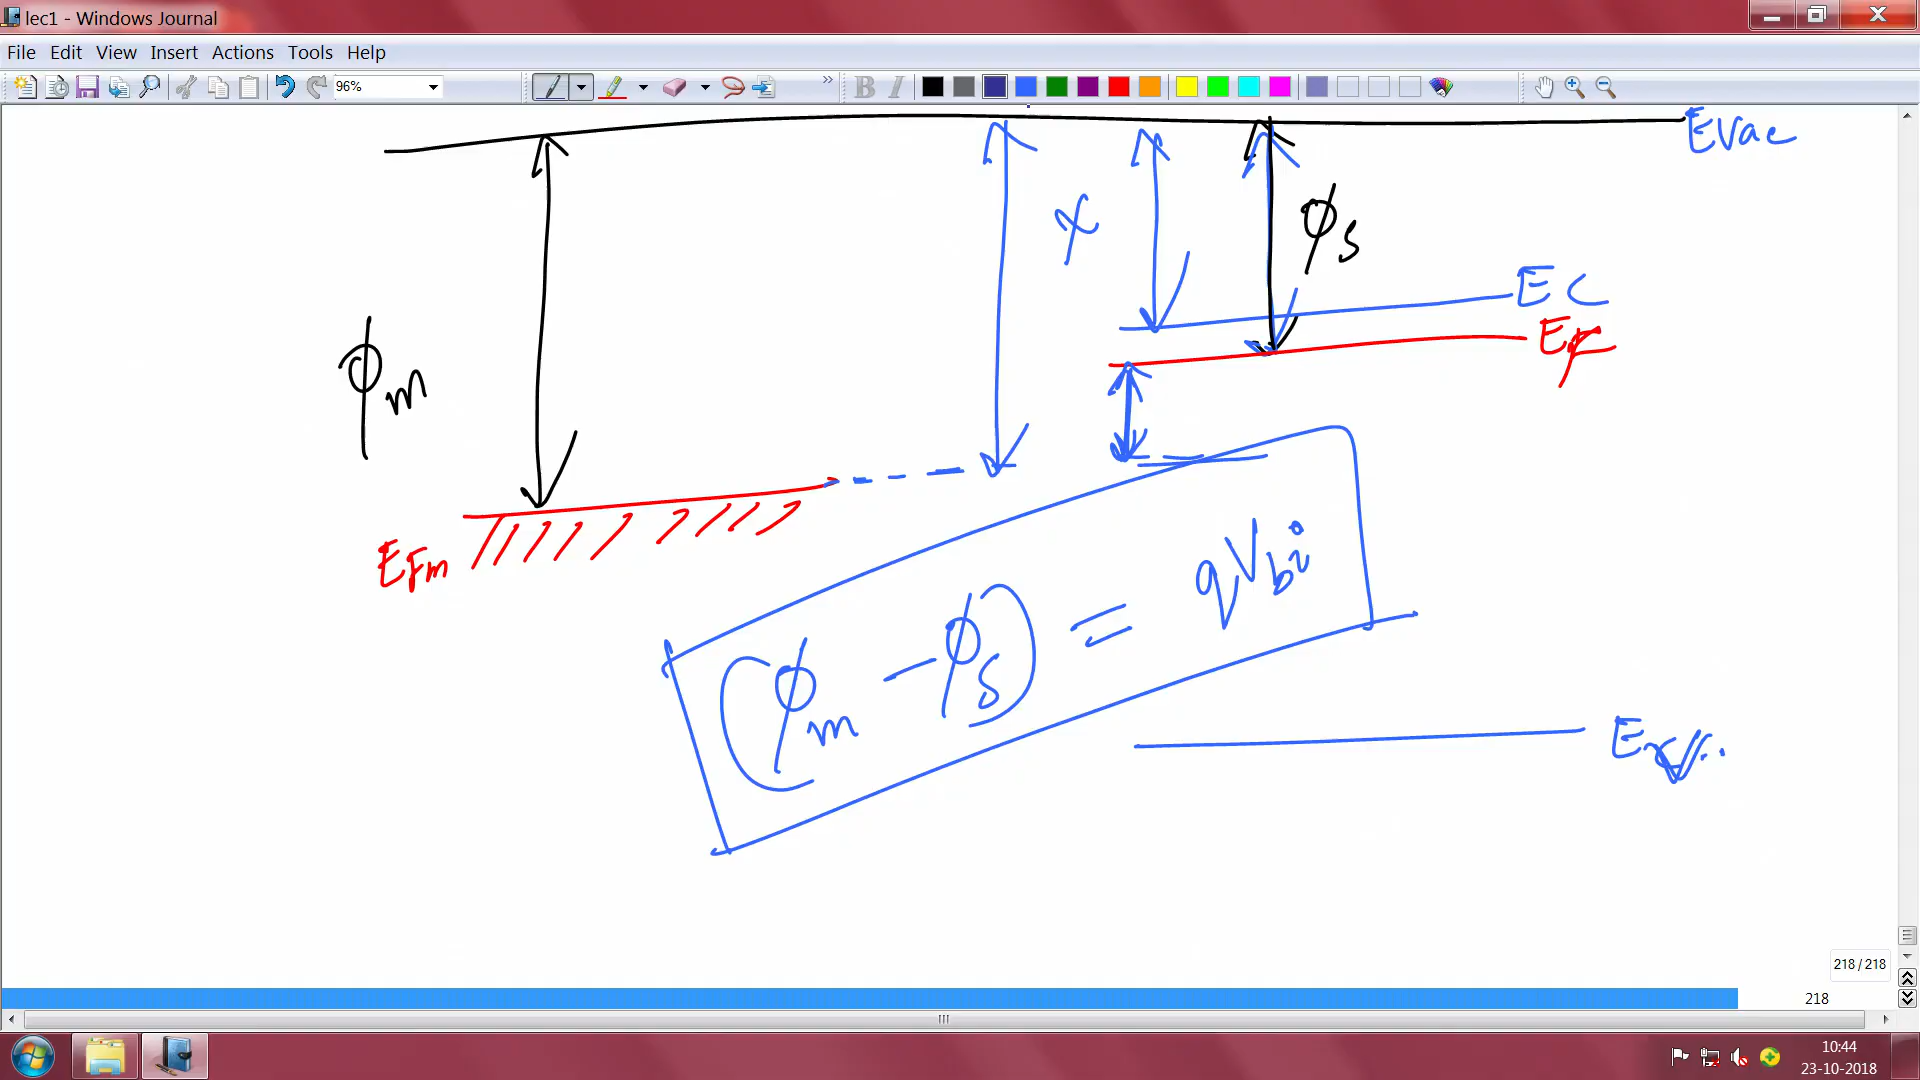 lec1 - Windows Journal
File Edit View Insert Actions Tools Help
96%
B I
Evac
χ
ϕs
EC
EF
ϕm
EFm
(ϕm - ϕs) = qVbi
218 / 218
218
10:44
23-10-2018